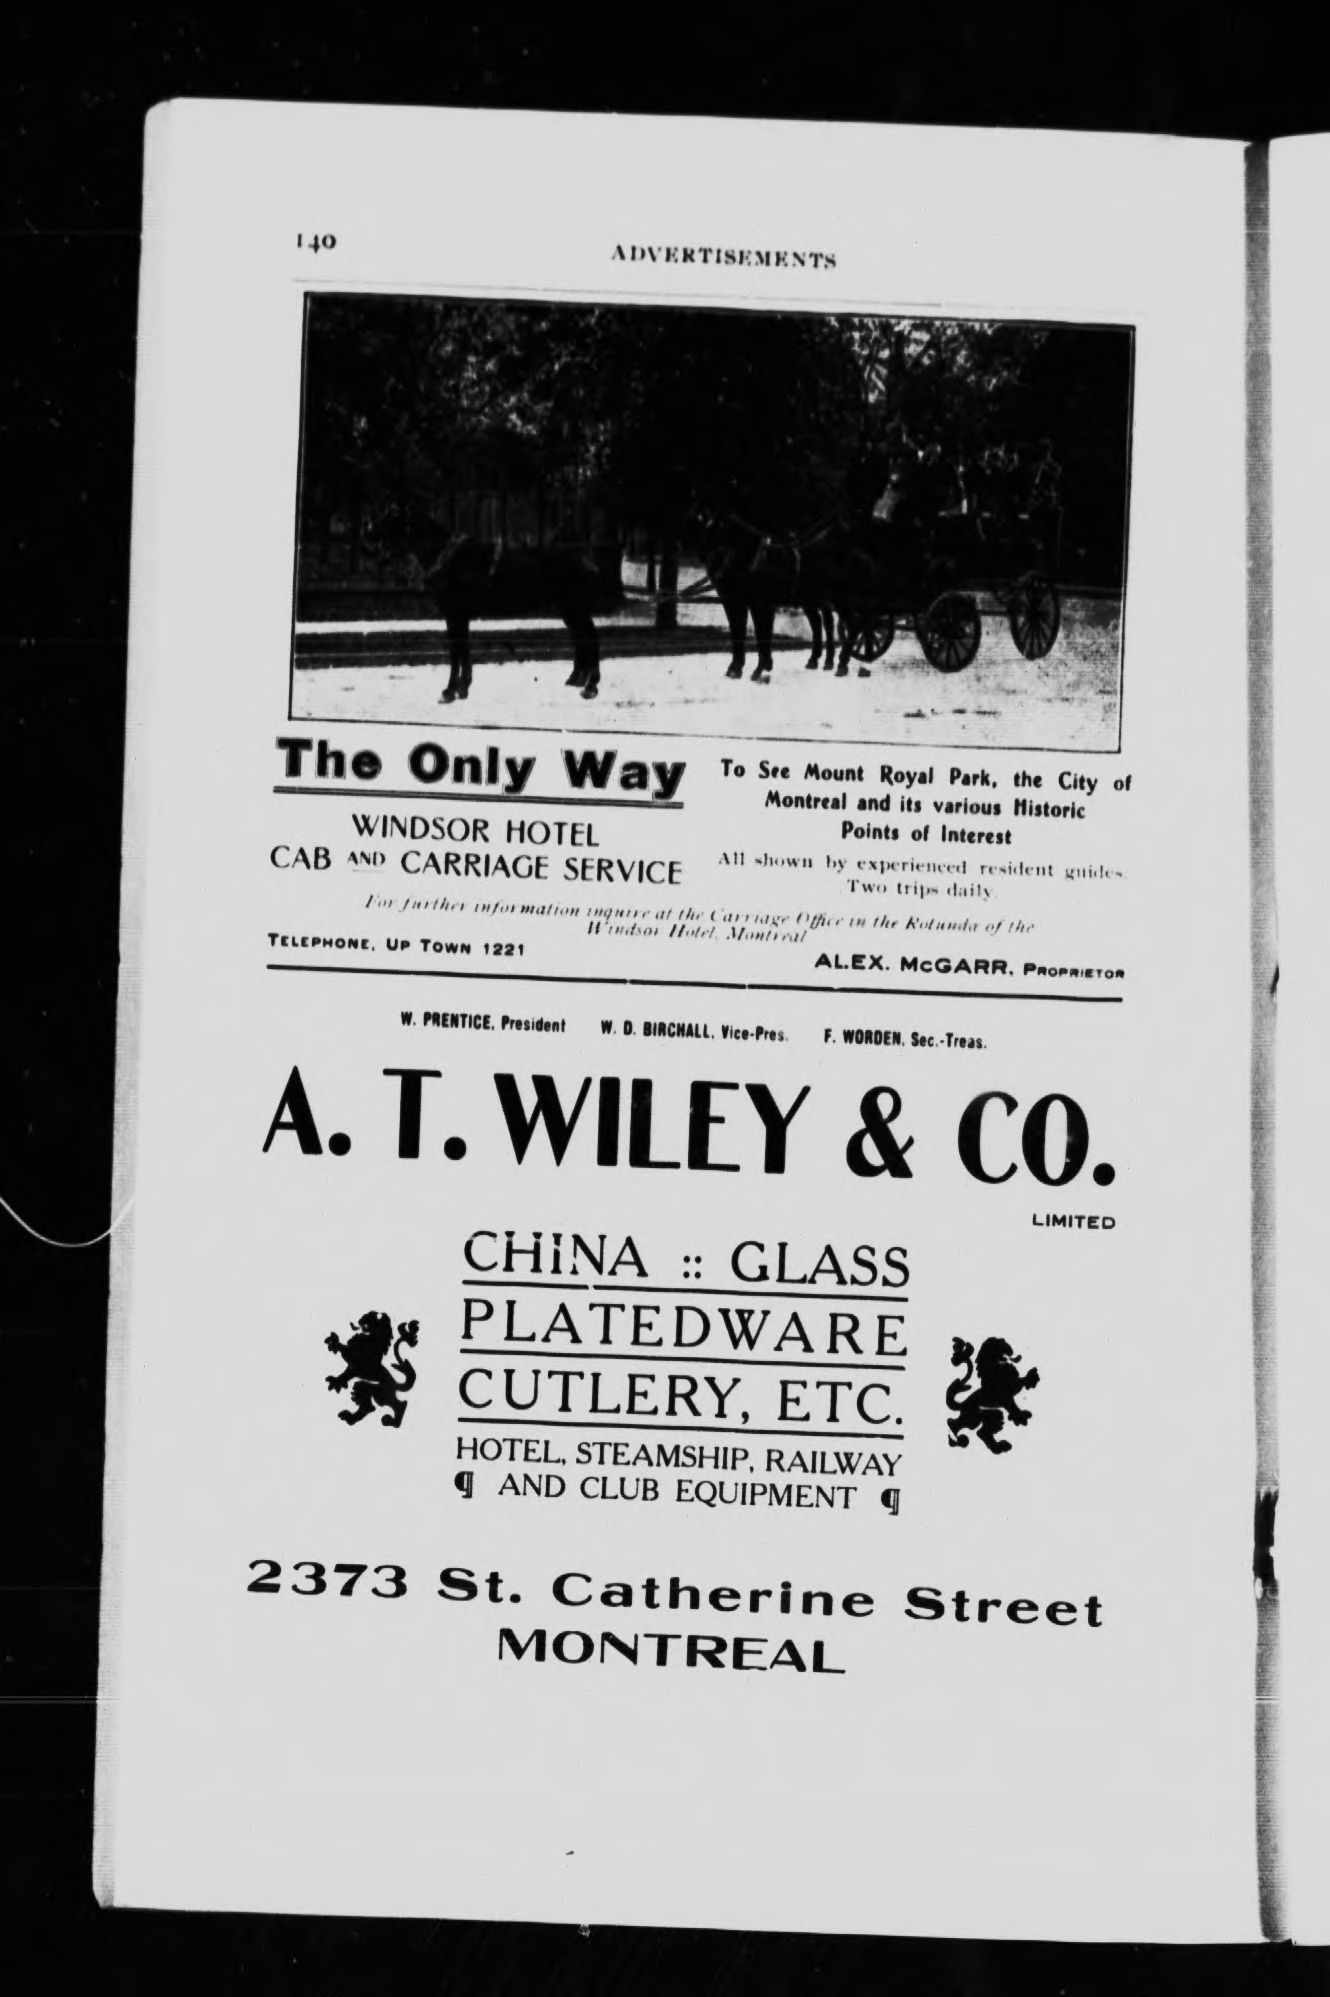 140
ADVERTISEMENTS
The Only Way
WINDSOR HOTEL
CAB AND CARRIAGE SERVICE
To See Mount Royal Park, the City of
Montreal and its various Historic
Points of Interest
All shown by experienced resident guides.
Two trips daily.
For further information inquire at the Carriage Office in the Rotunda of the
Windsor Hotel, Montreal
TELEPHONE, UP TOWN 1221
ALEX. McGARR, PROPRIETOR
W. PRENTICE, President W. D. BIRCHALL, Vice-Pres. F. WORDEN, Sec.-Treas.
A. T. WILEY & CO.
LIMITED
CHINA :: GLASS
PLATEDWARE
CUTLERY, ETC.
HOTEL, STEAMSHIP, RAILWAY
¶ AND CLUB EQUIPMENT ¶
2373 St. Catherine Street
MONTREAL